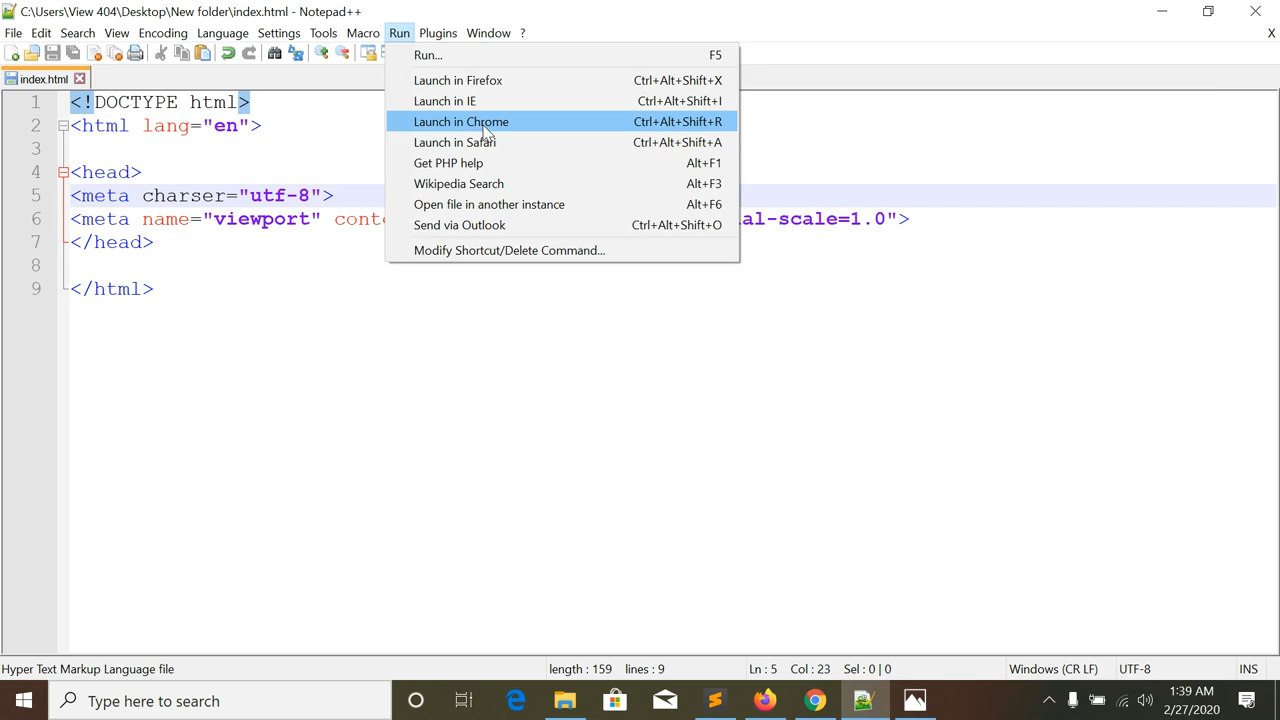 C:\Users\View 404\Desktop\New folder\index.html - Notepad++
File Edit Search View Encoding Language Settings Tools Macro Run Plugins Window ? X
index.html
Run... F5
Launch in Firefox Ctrl+Alt+Shift+X
Launch in IE Ctrl+Alt+Shift+I
Launch in Chrome Ctrl+Alt+Shift+R
Launch in Safari Ctrl+Alt+Shift+A
Get PHP help Alt+F1
Wikipedia Search Alt+F3
Open file in another instance Alt+F6
Send via Outlook Ctrl+Alt+Shift+O
Modify Shortcut/Delete Command...
1 <!DOCTYPE html>
2 <html lang="en">
3
4 <head>
5 <meta charser="utf-8">
6 <meta name="viewport" conte al-scale=1.0">
7 </head>
8
9 </html>
Hyper Text Markup Language file length : 159 lines : 9 Ln : 5 Col : 23 Sel : 0 | 0 Windows (CR LF) UTF-8 INS
Type here to search
1:39 AM
2/27/2020